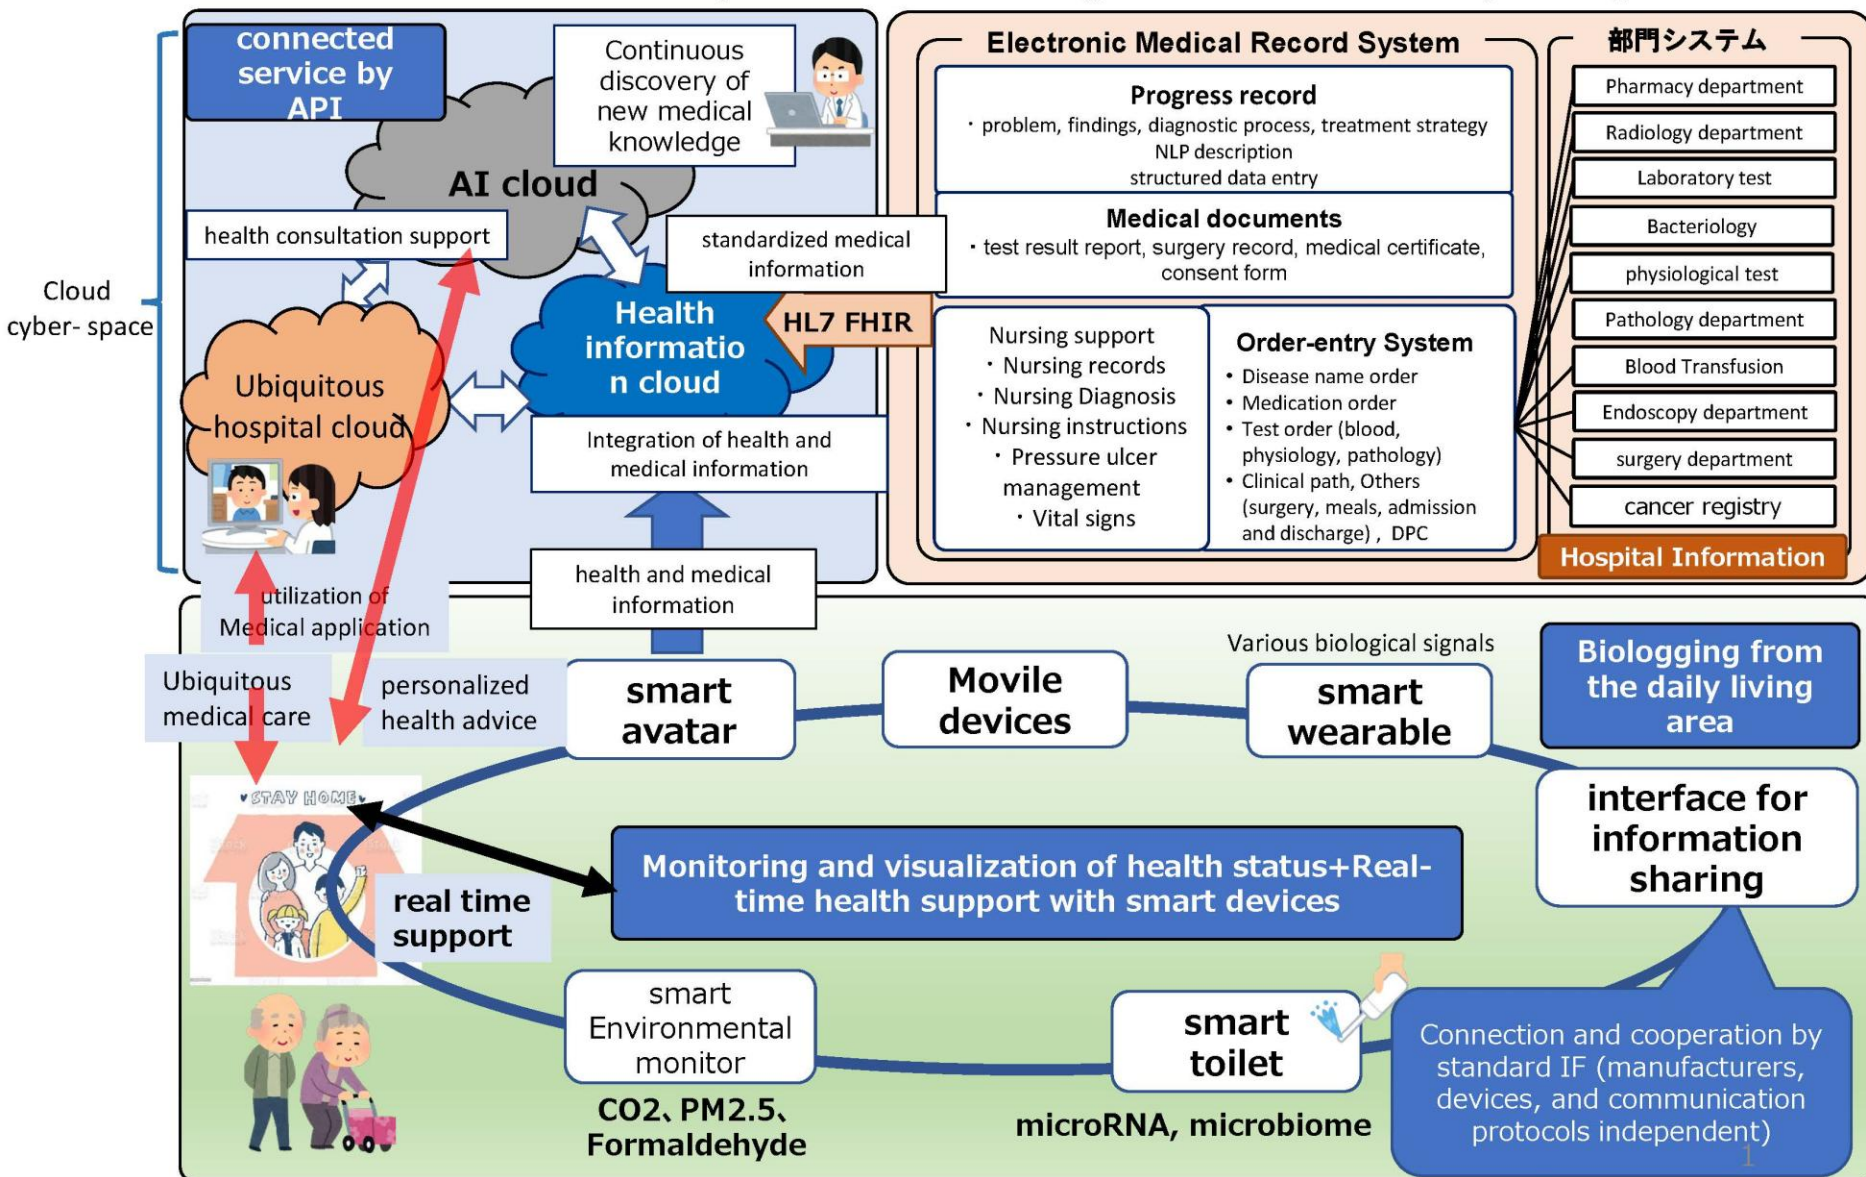 connected
service by
API
Continuous
discovery of
new medical
knowledge
AI cloud
health consultation support
standardized medical
information
Cloud
cyber- space
Health
informatio
n cloud
HL7 FHIR
Ubiquitous
hospital cloud
Integration of health and
medical information
health and medical
information
utilization of
Medical application
Ubiquitous
medical care
personalized
health advice
Electronic Medical Record System
Progress record
・problem, findings, diagnostic process, treatment strategy
NLP description
structured data entry
Medical documents
・test result report, surgery record, medical certificate,
consent form
Nursing support
・Nursing records
・Nursing Diagnosis
・Nursing instructions
・Pressure ulcer
management
・Vital signs
Order-entry System
• Disease name order
• Medication order
• Test order (blood,
physiology, pathology)
• Clinical path, Others
(surgery, meals, admission
and discharge) , DPC
部門システム
Pharmacy department
Radiology department
Laboratory test
Bacteriology
physiological test
Pathology department
Blood Transfusion
Endoscopy department
surgery department
cancer registry
Hospital Information
smart
avatar
Movile
devices
Various biological signals
smart
wearable
Biologging from
the daily living
area
interface for
information
sharing
STAY HOME
real time
support
Monitoring and visualization of health status+Real-
time health support with smart devices
smart
Environmental
monitor
CO2、PM2.5、
Formaldehyde
smart
toilet
microRNA, microbiome
Connection and cooperation by
standard IF (manufacturers,
devices, and communication
protocols independent)
1